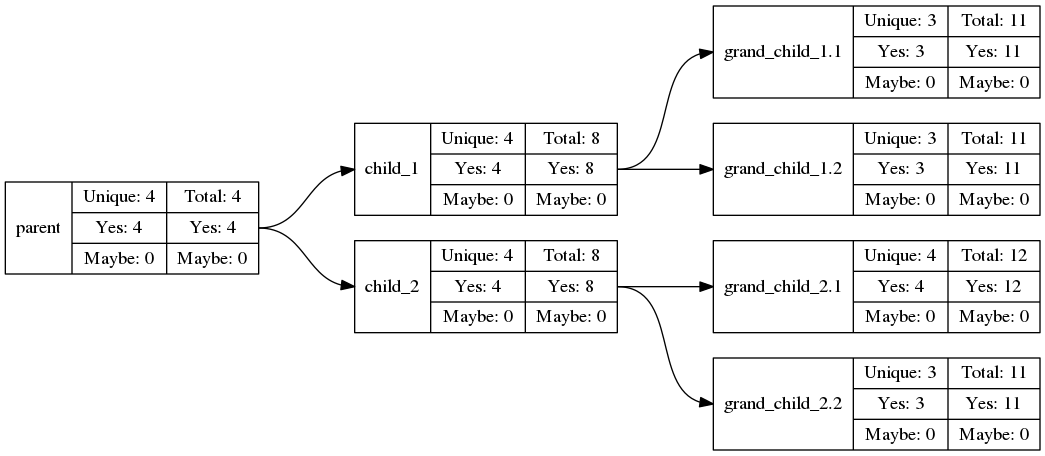 parent
Unique: 4 Total: 4
Yes: 4 Yes: 4
Maybe: 0 Maybe: 0
child_1
Unique: 4 Total: 8
Yes: 4 Yes: 8
Maybe: 0 Maybe: 0
child_2
Unique: 4 Total: 8
Yes: 4 Yes: 8
Maybe: 0 Maybe: 0
grand_child_1.1
Unique: 3 Total: 11
Yes: 3 Yes: 11
Maybe: 0 Maybe: 0
grand_child_1.2
Unique: 3 Total: 11
Yes: 3 Yes: 11
Maybe: 0 Maybe: 0
grand_child_2.1
Unique: 4 Total: 12
Yes: 4 Yes: 12
Maybe: 0 Maybe: 0
grand_child_2.2
Unique: 3 Total: 11
Yes: 3 Yes: 11
Maybe: 0 Maybe: 0